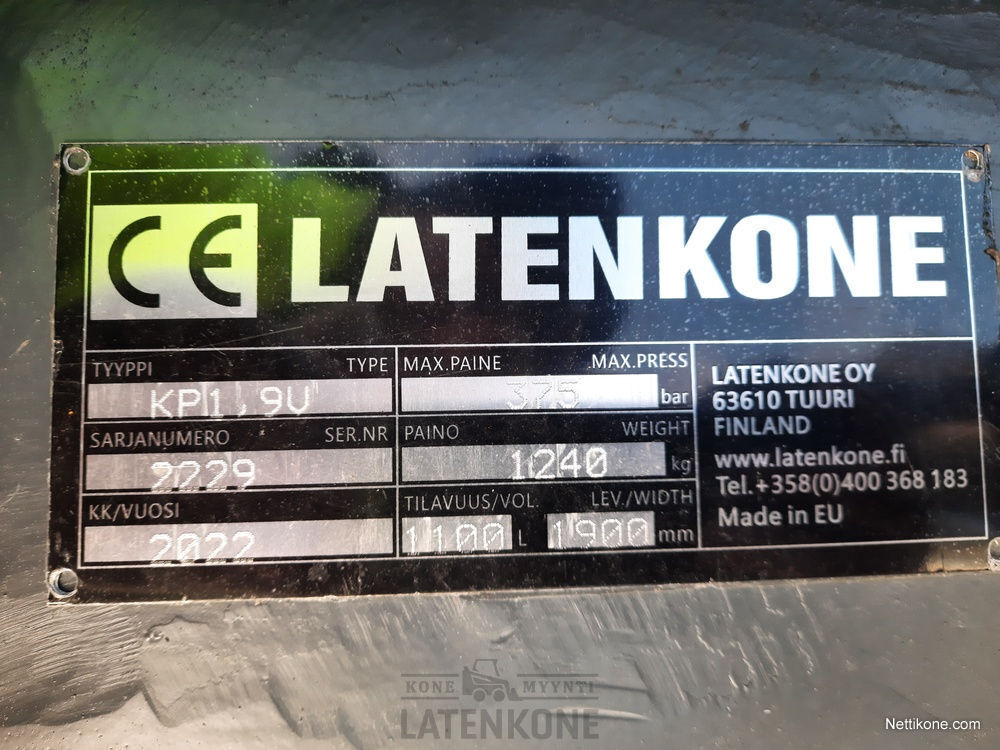 CE LATENKONE
TYYPPI TYPE
KP1,9V
SARJANUMERO SER.NR
2229
KK/VUOSI
2022
MAX.PAINE MAX.PRESS
375 bar
PAINO WEIGHT
1240 kg
TILAVUUS/VOL. LEV./WIDTH
1100 L 1900 mm
LATENKONE OY
63610 TUURI
FINLAND
www.latenkone.fi
Tel.+358(0)400 368 183
Made in EU
KONE MYYNTI
LATENKONE
Nettikone.com